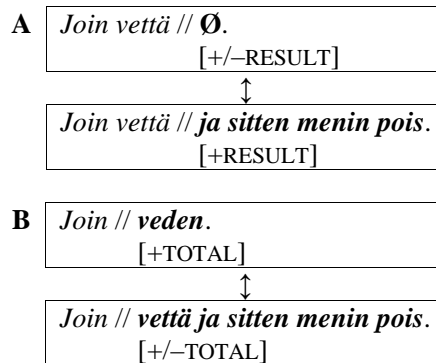 A Join vettä // Ø.
[+/–RESULT]
↕
Join vettä // ja sitten menin pois.
[+RESULT]
B Join // veden.
[+TOTAL]
↕
Join // vettä ja sitten menin pois.
[+/–TOTAL]